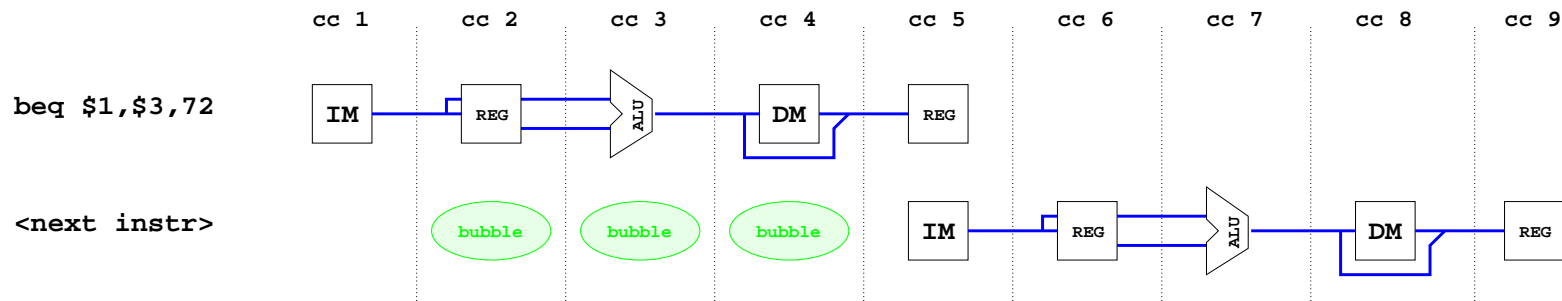 cc 1 cc 2 cc 3 cc 4 cc 5 cc 6 cc 7 cc 8 cc 9
beq $1,$3,72 IM REG ALU DM REG
<next instr> bubble bubble bubble IM REG ALU DM REG